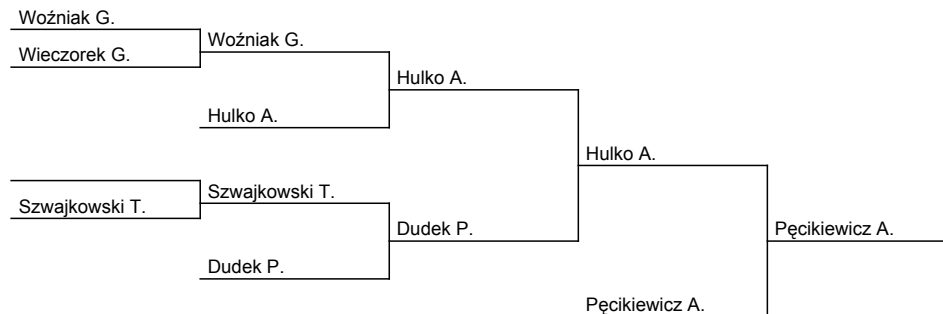 Woźniak G.
Wieczorek G.
Woźniak G.
Hulko A.
Hulko A.
Hulko A.
Szwajkowski T.
Szwajkowski T.
Dudek P.
Dudek P.
Pęcikiewicz A.
Pęcikiewicz A.